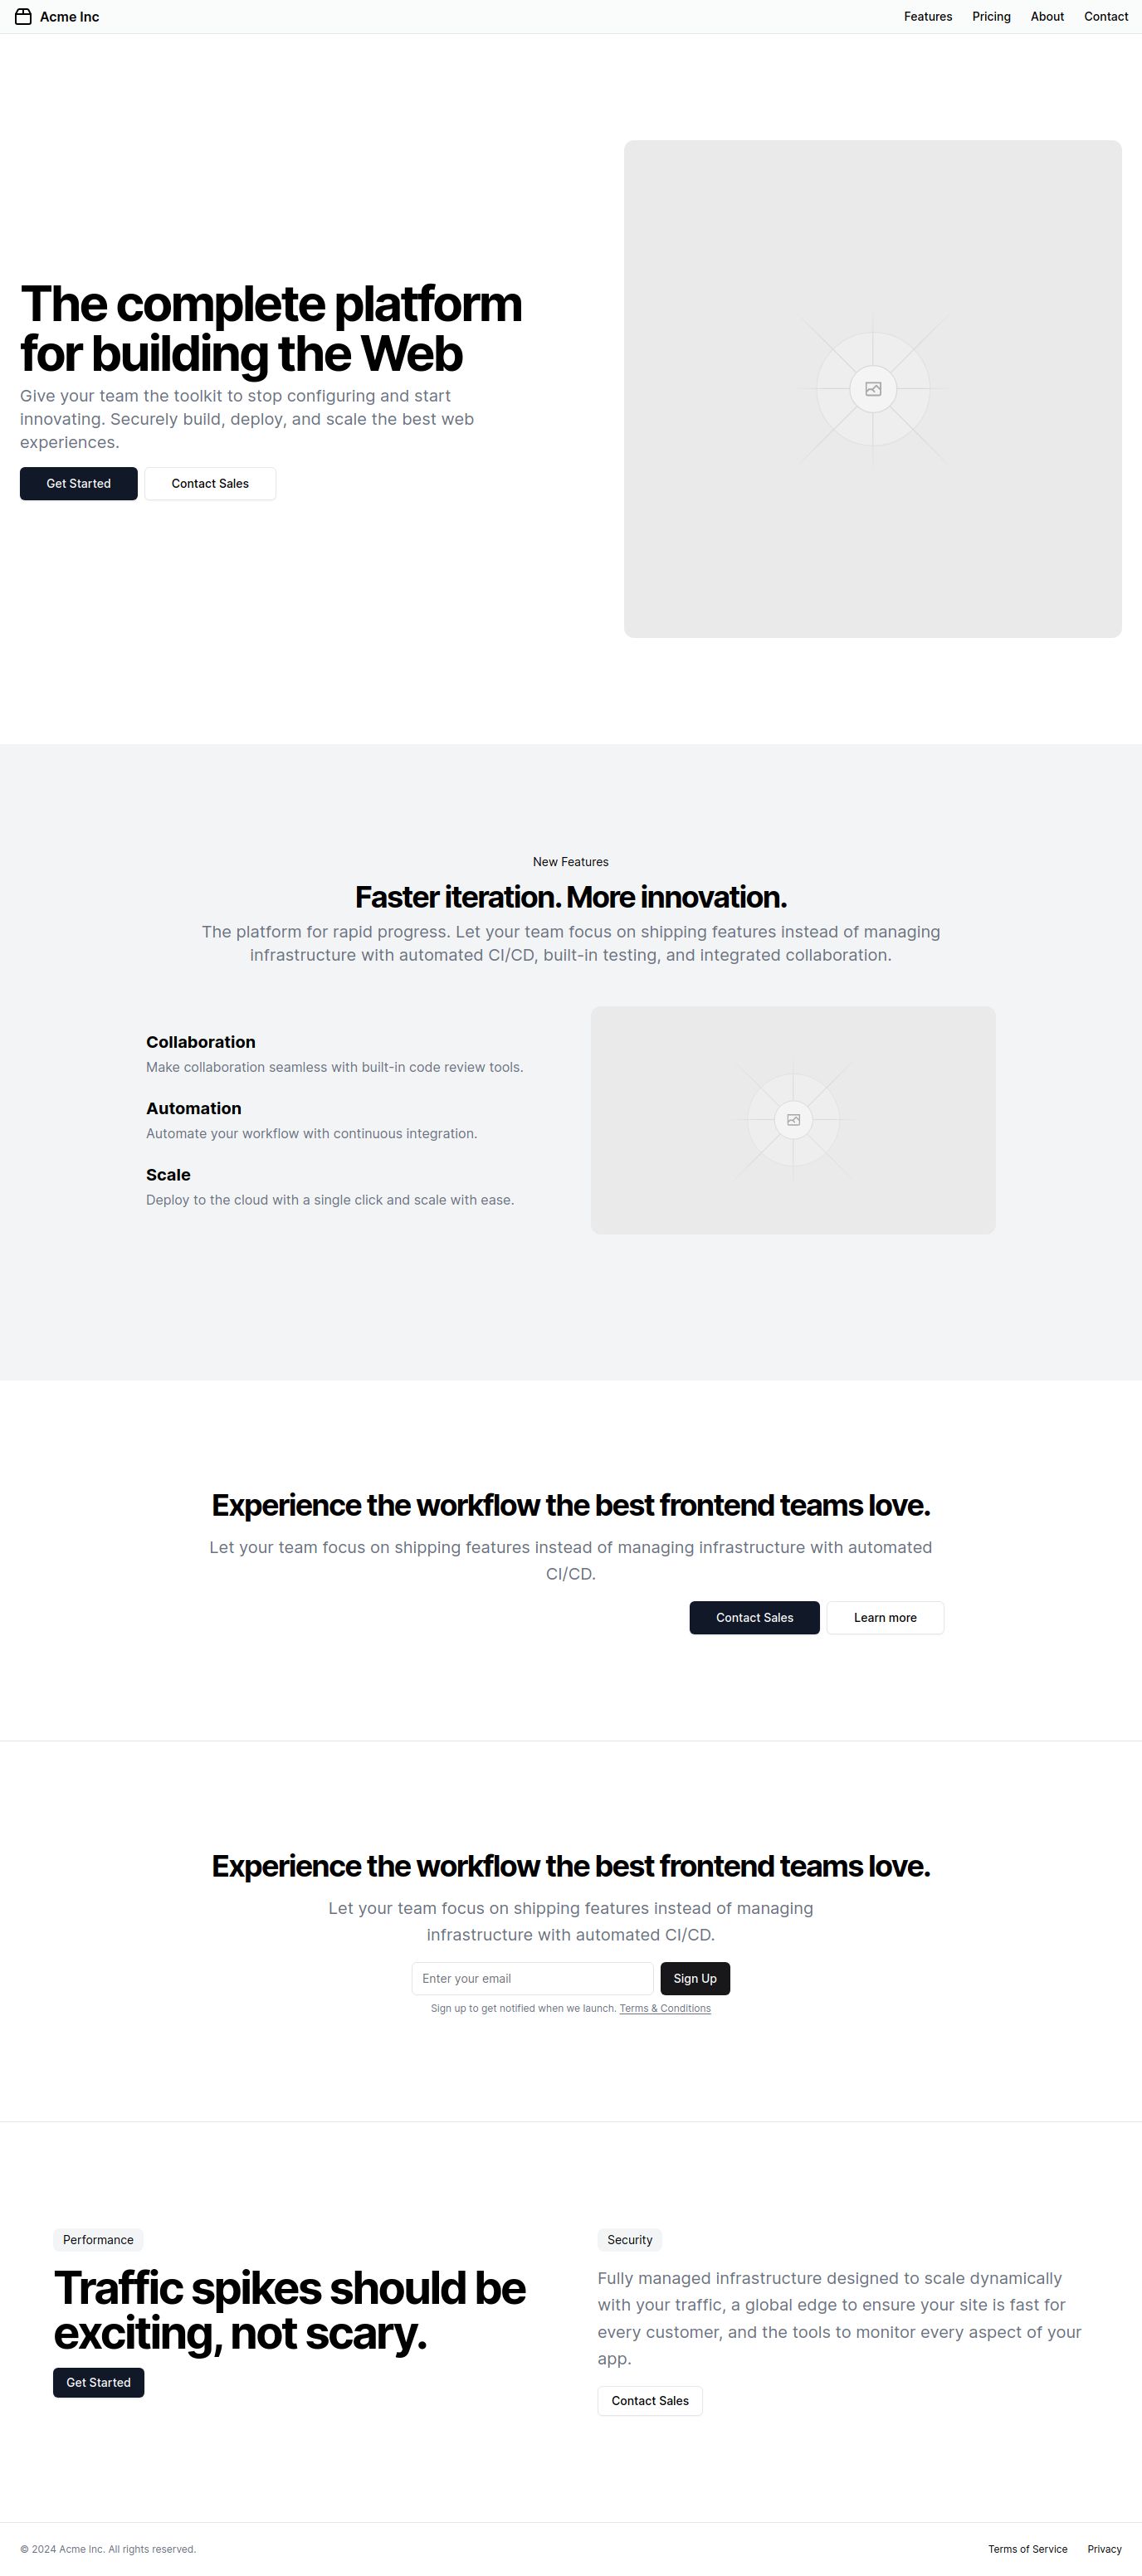 Acme Inc
Features
Pricing
About
Contact
The complete platform
for building the Web
Give your team the toolkit to stop configuring and start
innovating. Securely build, deploy, and scale the best web
experiences.
Get Started
Contact Sales
New Features
Faster iteration. More innovation.
The platform for rapid progress. Let your team focus on shipping features instead of managing
infrastructure with automated CI/CD, built-in testing, and integrated collaboration.
Collaboration
Make collaboration seamless with built-in code review tools.
Automation
Automate your workflow with continuous integration.
Scale
Deploy to the cloud with a single click and scale with ease.
Experience the workflow the best frontend teams love.
Let your team focus on shipping features instead of managing infrastructure with automated
CI/CD.
Contact Sales
Learn more
Experience the workflow the best frontend teams love.
Let your team focus on shipping features instead of managing
infrastructure with automated CI/CD.
Enter your email
Sign Up
Sign up to get notified when we launch. Terms & Conditions
Performance
Traffic spikes should be
exciting, not scary.
Get Started
Security
Fully managed infrastructure designed to scale dynamically
with your traffic, a global edge to ensure your site is fast for
every customer, and the tools to monitor every aspect of your
app.
Contact Sales
© 2024 Acme Inc. All rights reserved.
Terms of Service
Privacy